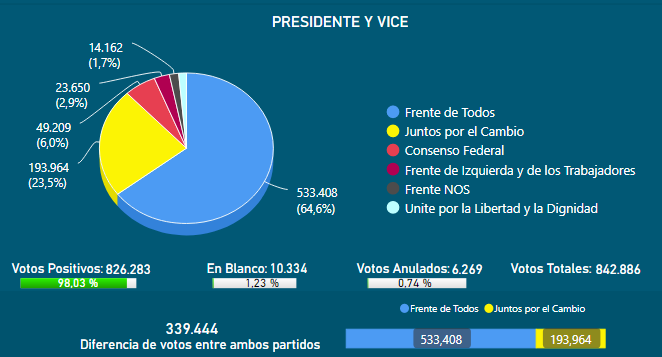 PRESIDENTE Y VICE
14.162
(1,7%)
23.650
(2,9%)
49.209
(6,0%)
193.964
(23,5%)
533.408
(64,6%)
Frente de Todos
Juntos por el Cambio
Consenso Federal
Frente de Izquierda y de los Trabajadores
Frente NOS
Unite por la Libertad y la Dignidad
Votos Positivos: 826.283
98,03 %
En Blanco: 10.334
1,23 %
Votos Anulados: 6.269
0,74 %
Votos Totales: 842.886
Frente de Todos Juntos por el Cambio
339.444
Diferencia de votos entre ambos partidos
533,408 193,964